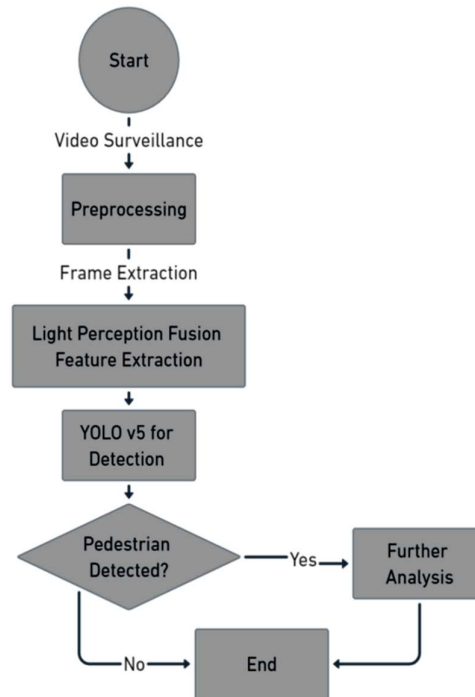 Start
Video Surveillance
Preprocessing
Frame Extraction
Light Perception Fusion
Feature Extraction
YOLO v5 for
Detection
Pedestrian
Detected?
Yes
Further
Analysis
No
End